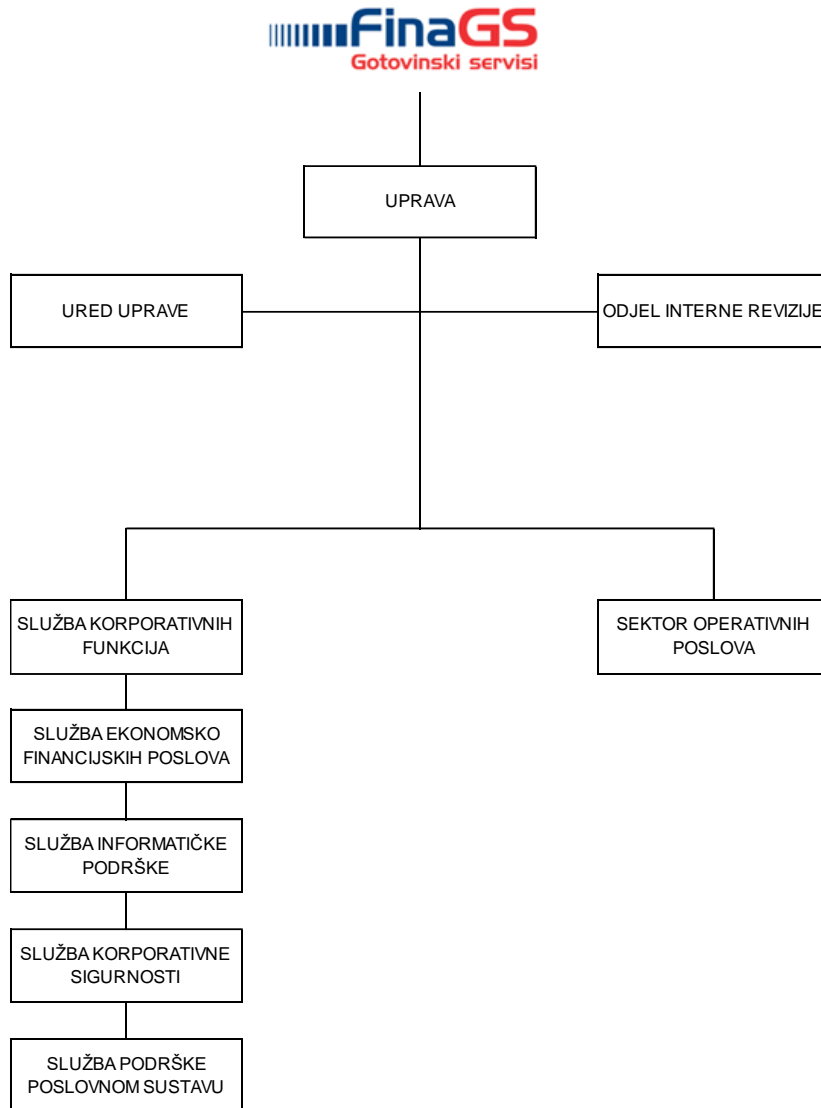 FinaGS
Gotovinski servisi
UPRAVA
URED UPRAVE
ODJEL INTERNE REVIZIJE
SLUŽBA KORPORATIVNIH
FUNKCIJA
SEKTOR OPERATIVNIH
POSLOVA
SLUŽBA EKONOMSKO
FINANCIJSKIH POSLOVA
SLUŽBA INFORMATIČKE
PODRŠKE
SLUŽBA KORPORATIVNE
SIGURNOSTI
SLUŽBA PODRŠKE
POSLOVNOM SUSTAVU